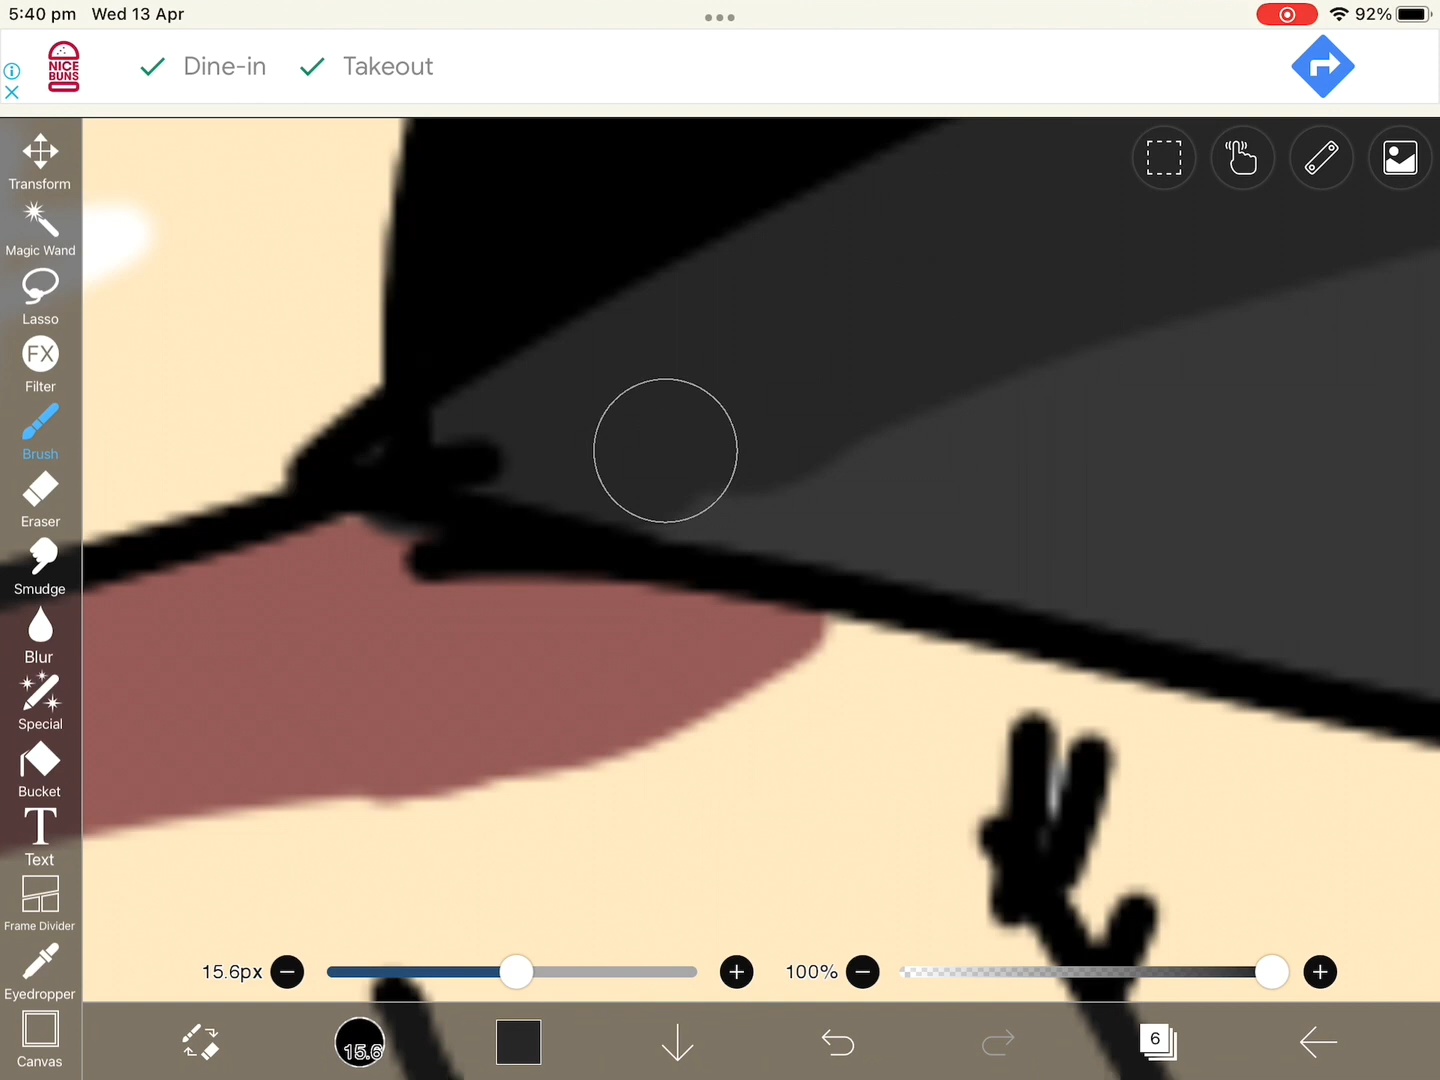 5:40 pm Wed 13 Apr
92%
NICE
BUNS
Dine-in
Takeout
Transform
Magic Wand
Lasso
FX
Filter
Brush
Eraser
Smudge
Blur
Special
Bucket
T
Text
Frame Divider
Eyedropper
Canvas
15.6px
100%
15.6
6